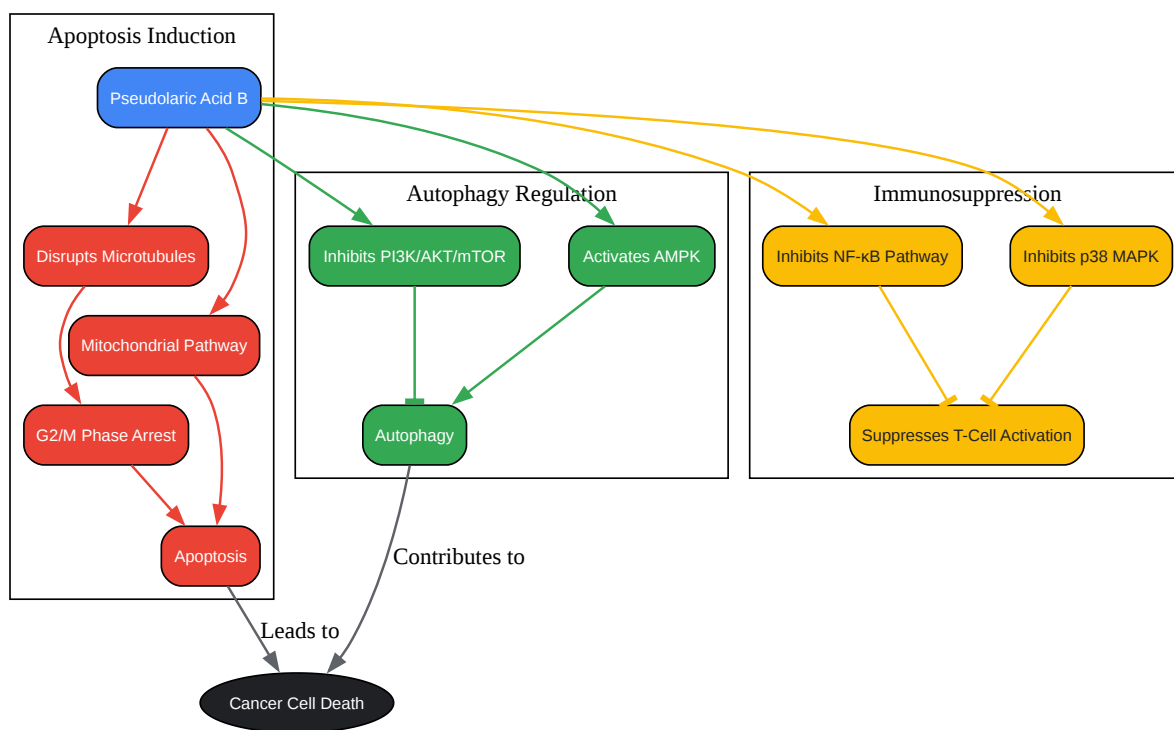 Apoptosis Induction
Pseudolaric Acid B
Autophagy Regulation
Immunosuppression
Disrupts Microtubules
Inhibits PI3K/AKT/mTOR
Activates AMPK
Inhibits NF-κB Pathway
Inhibits p38 MAPK
Mitochondrial Pathway
G2/M Phase Arrest
Autophagy
Suppresses T-Cell Activation
Apoptosis
Contributes to
Leads to
Cancer Cell Death